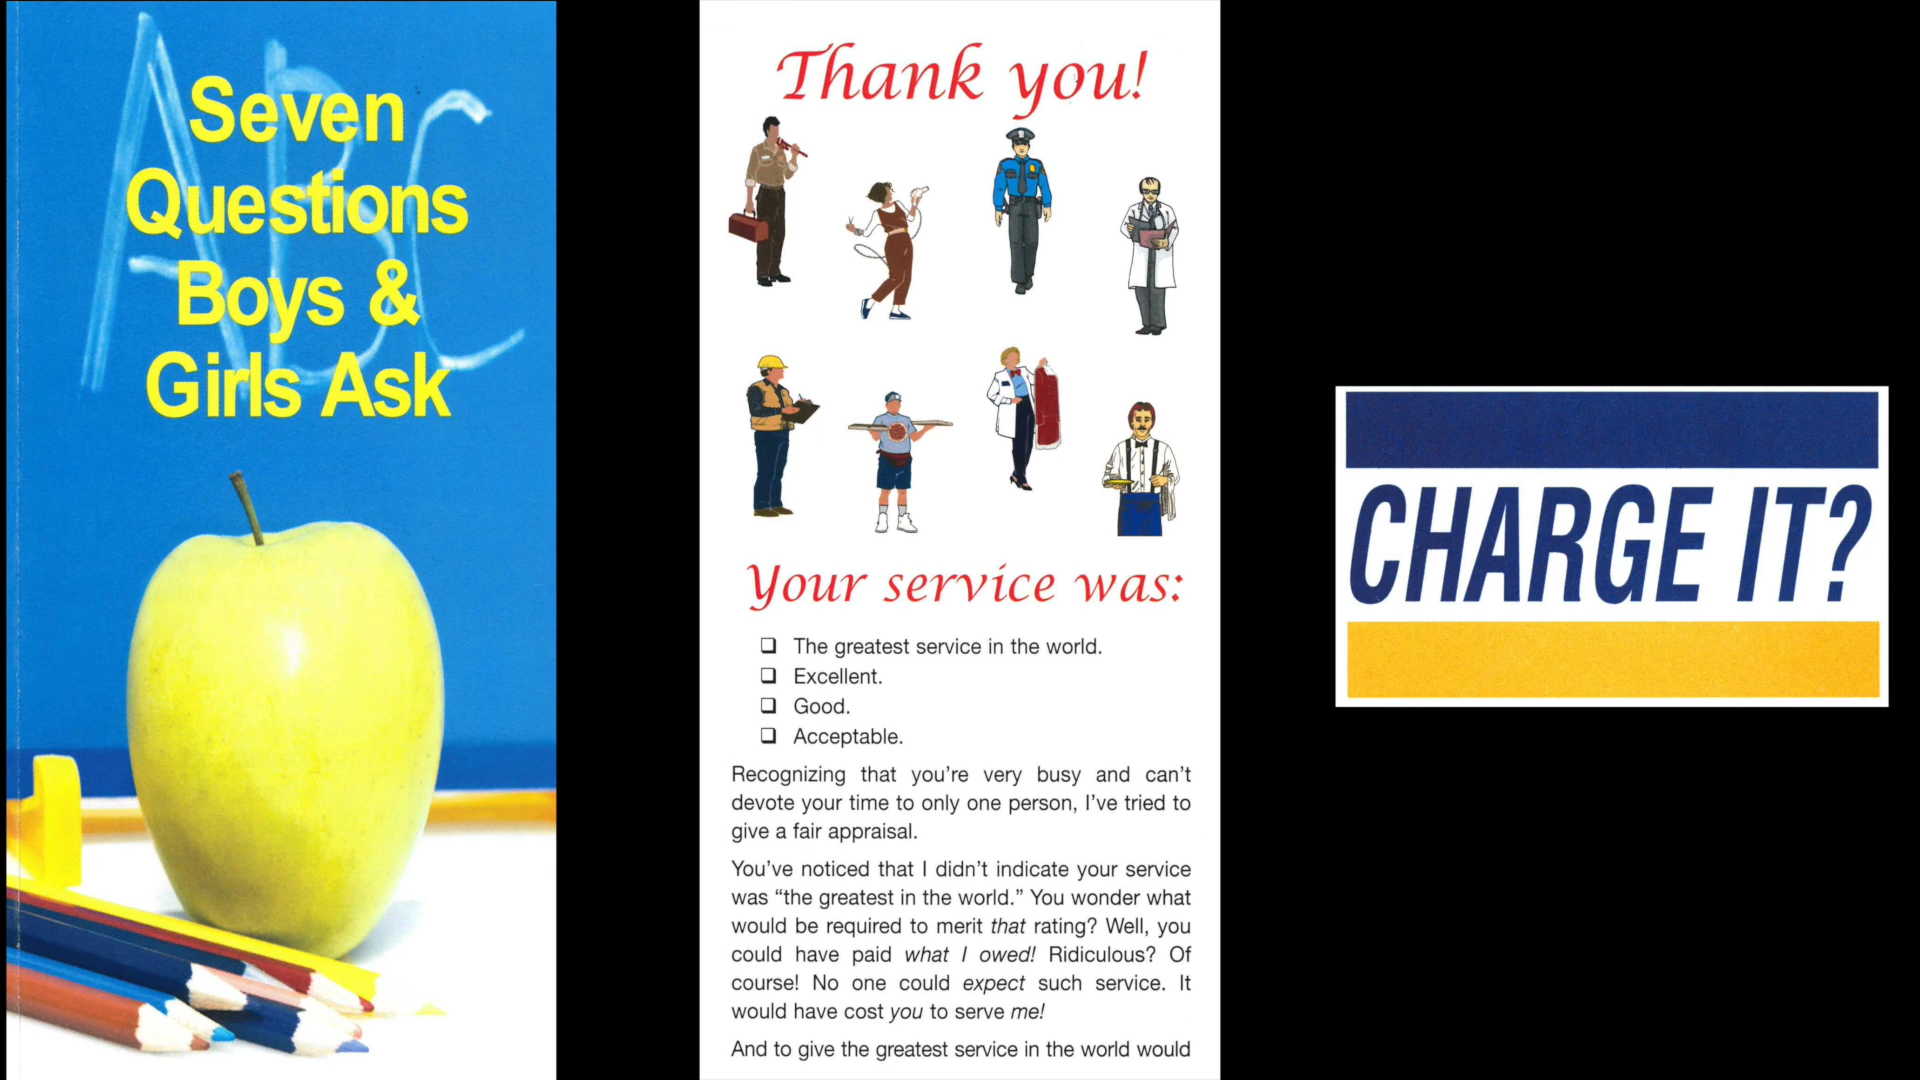 ABC
Seven
Questions
Boys &
Girls Ask
Thank you!
Your service was:
❑ The greatest service in the world.
❑ Excellent.
❑ Good.
❑ Acceptable.
Recognizing that you're very busy and can't
devote your time to only one person, I've tried to
give a fair appraisal.
You've noticed that I didn't indicate your service
was “the greatest in the world.” You wonder what
would be required to merit that rating? Well, you
could have paid what I owed! Ridiculous? Of
course! No one could expect such service. It
would have cost you to serve me!
And to give the greatest service in the world would
CHARGE IT?